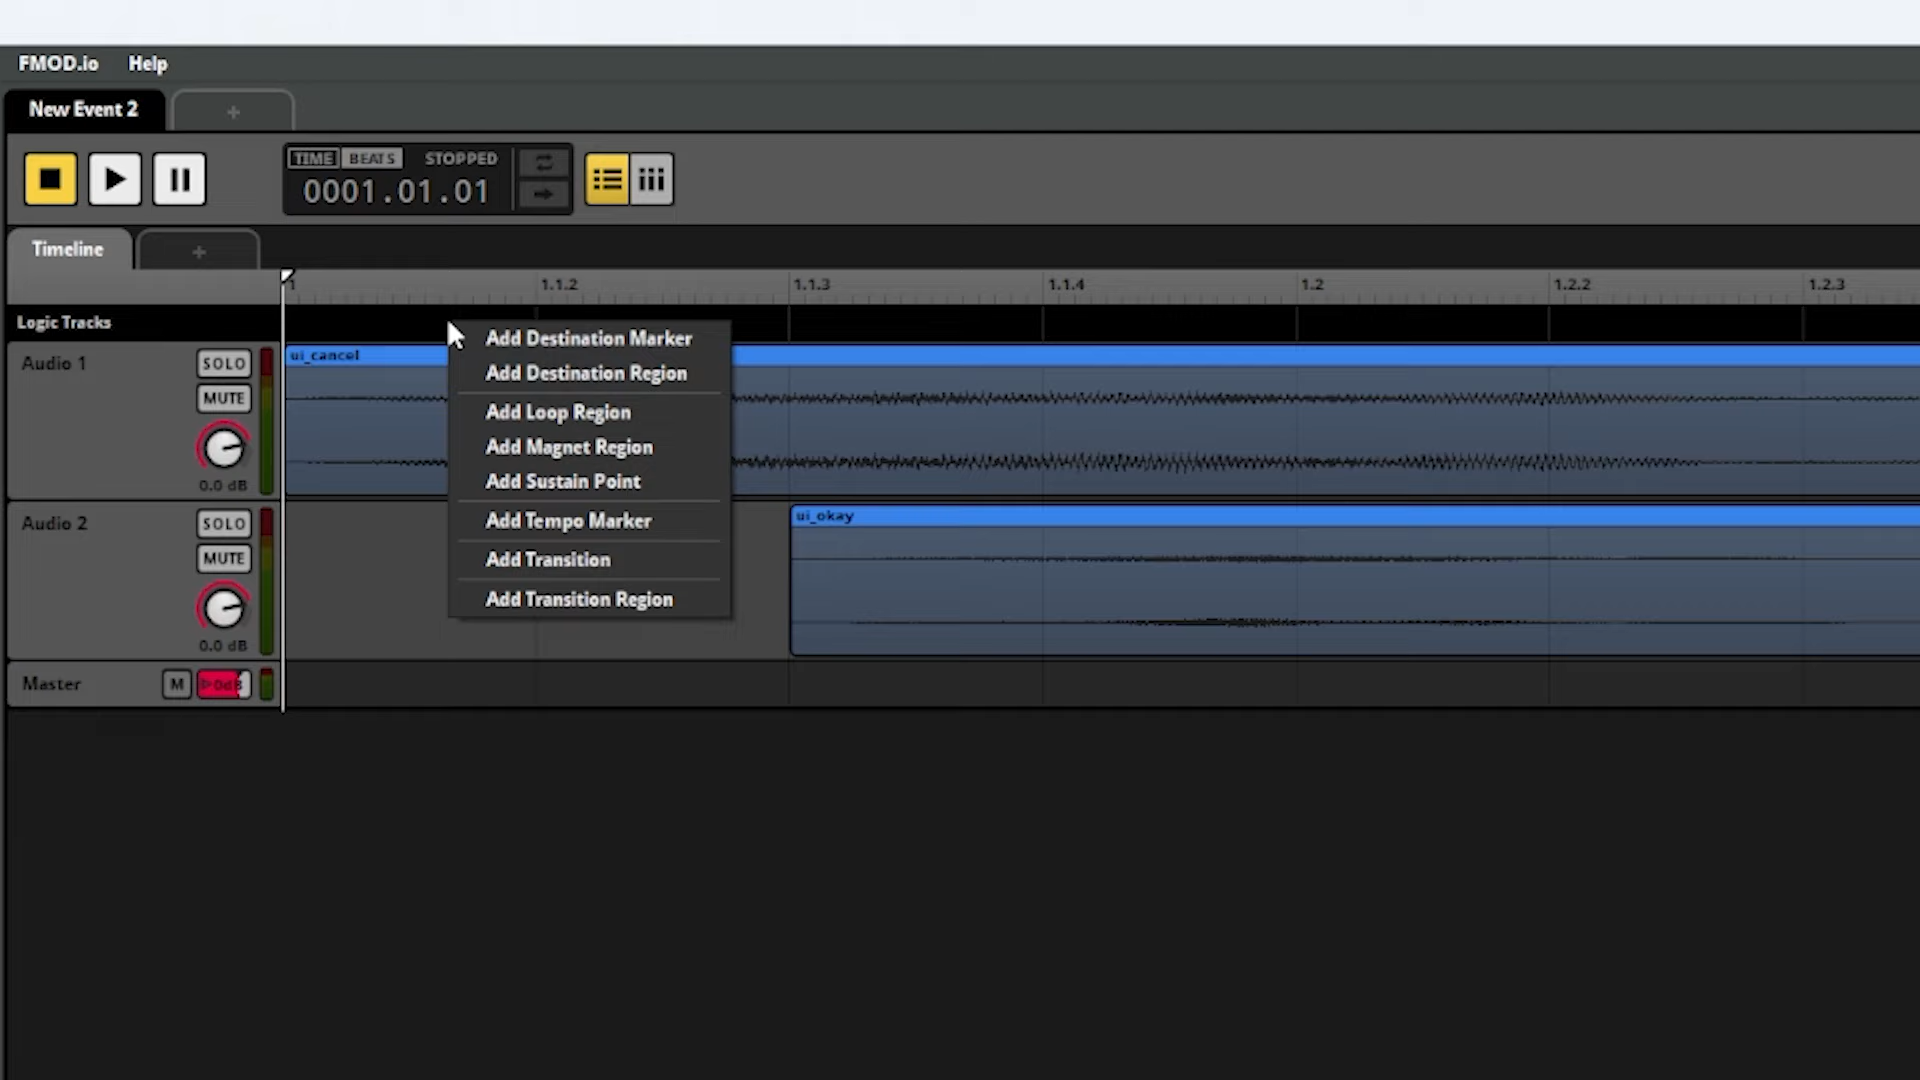 FMOD.io Help
New Event 2 +
TIME BEATS STOPPED
0001.01.01
Timeline +
1 1.1.2 1.1.3 1.1.4 1.2 1.2.2 1.2.3
Logic Tracks
Audio 1 SOLO
MUTE
0.0 dB
ui_cancel
Add Destination Marker
Add Destination Region
Add Loop Region
Add Magnet Region
Add Sustain Point
Add Tempo Marker
Add Transition
Add Transition Region
Audio 2 SOLO
MUTE
0.0 dB
ui_okay
Master M